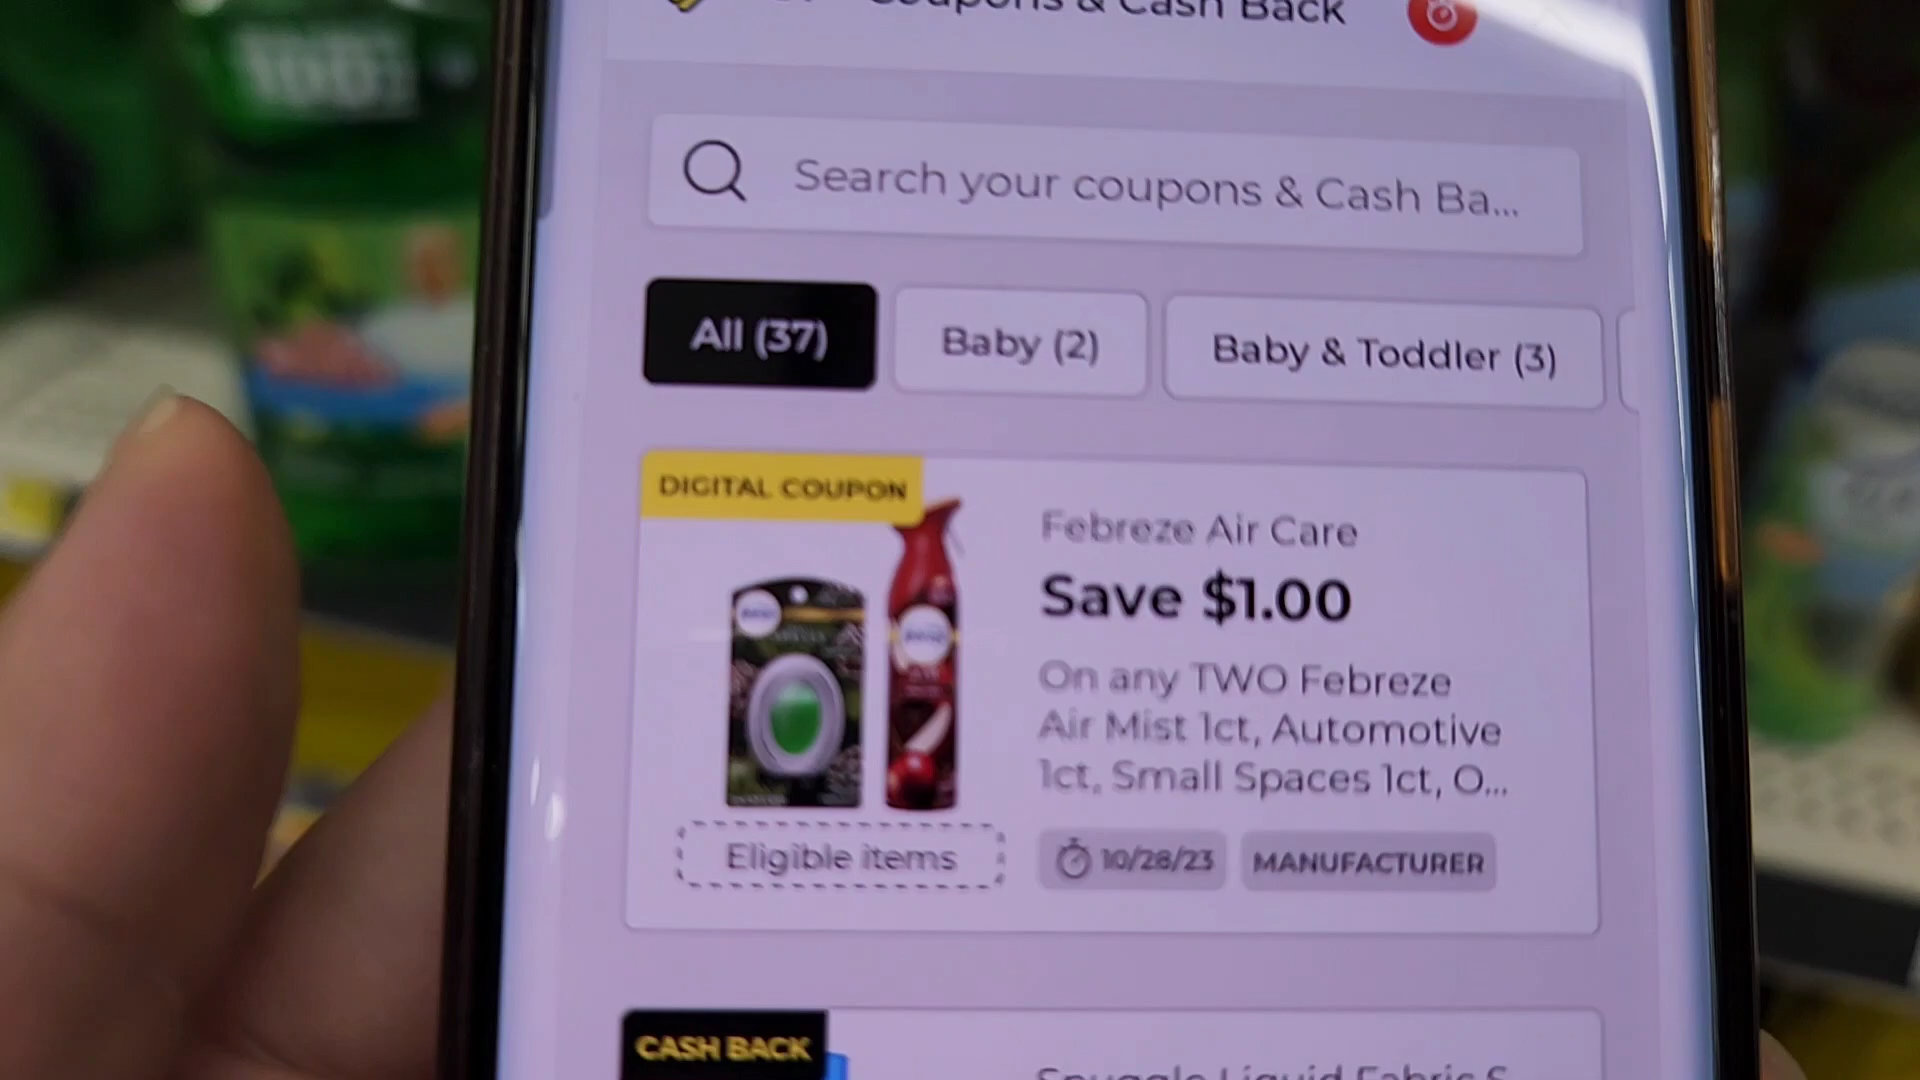 Coupons & Cash Back
Search your coupons & Cash Ba...
All (37)
Baby (2)
Baby & Toddler (3)
DIGITAL COUPON
Febreze Air Care
Save $1.00
On any TWO Febreze
Air Mist 1ct, Automotive
1ct, Small Spaces 1ct, O...
Eligible items
10/28/23
MANUFACTURER
CASH BACK
Snuggle Liquid Fabric S